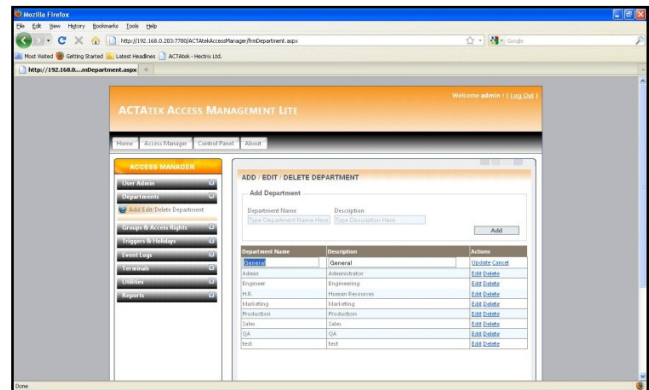 Mozilla Firefox
File Edit View History Bookmarks Tools Help
http://192.168.0.203:7780/ACTAtekAccessManager/frmDepartment.aspx
Google
Most Visited Getting Started Latest Headlines ACTAtek - Hectrix Ltd.
http://192.168.0....mDepartment.aspx
Welcome admin ! [ Log Out ]
ACTATEK ACCESS MANAGEMENT LITE
Home Access Manager Control Panel About
ACCESS MANAGER
User Admin
Departments
Add/Edit/Delete Department
Groups & Access Rights
Triggers & Holidays
Event Logs
Terminals
Utilities
Reports
ADD / EDIT / DELETE DEPARTMENT
Add Department
Department Name Description
Type Department Name Here Type Description Here
Add
Department Name Description Actions
General General Update Cancel
Admin Administrator Edit Delete
Engineer Engineering Edit Delete
H.R. Human Resources Edit Delete
Marketing Marketing Edit Delete
Production Production Edit Delete
Sales Sales Edit Delete
QA QA Edit Delete
test test Edit Delete
Done